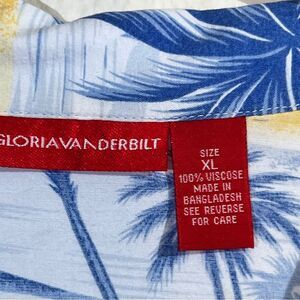 GLORIAVANDERBILT
SIZE
XL
100% VISCOSE
MADE IN
BANGLADESH
SEE REVERSE
FOR CARE